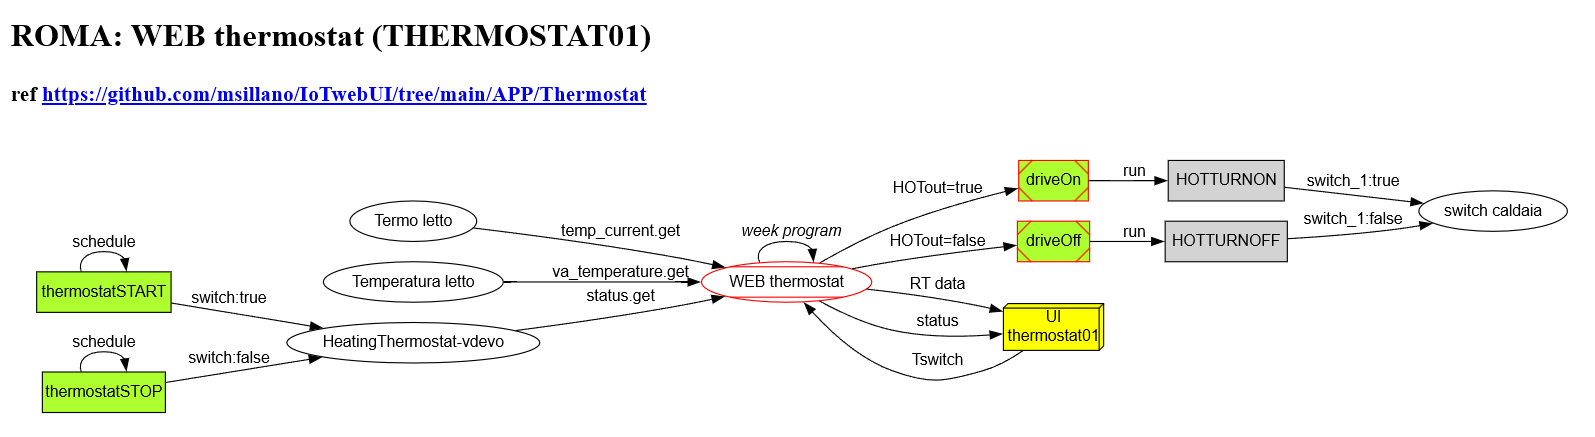 ROMA: WEB thermostat (THERMOSTAT01)
ref https://github.com/msillano/IoTwebUI/tree/main/APP/Thermostat
schedule
thermostatSTART
switch:true
schedule
thermostatSTOP
switch:false
Termo letto
temp_current.get
Temperatura letto
va_temperature.get
HeatingThermostat-vdevo
status.get
week program
WEB thermostat
HOTout=true
driveOn
run
HOTTURNON
switch_1:true
HOTout=false
driveOff
run
HOTTURNOFF
switch_1:false
switch caldaia
RT data
status
Tswitch
UI
thermostat01